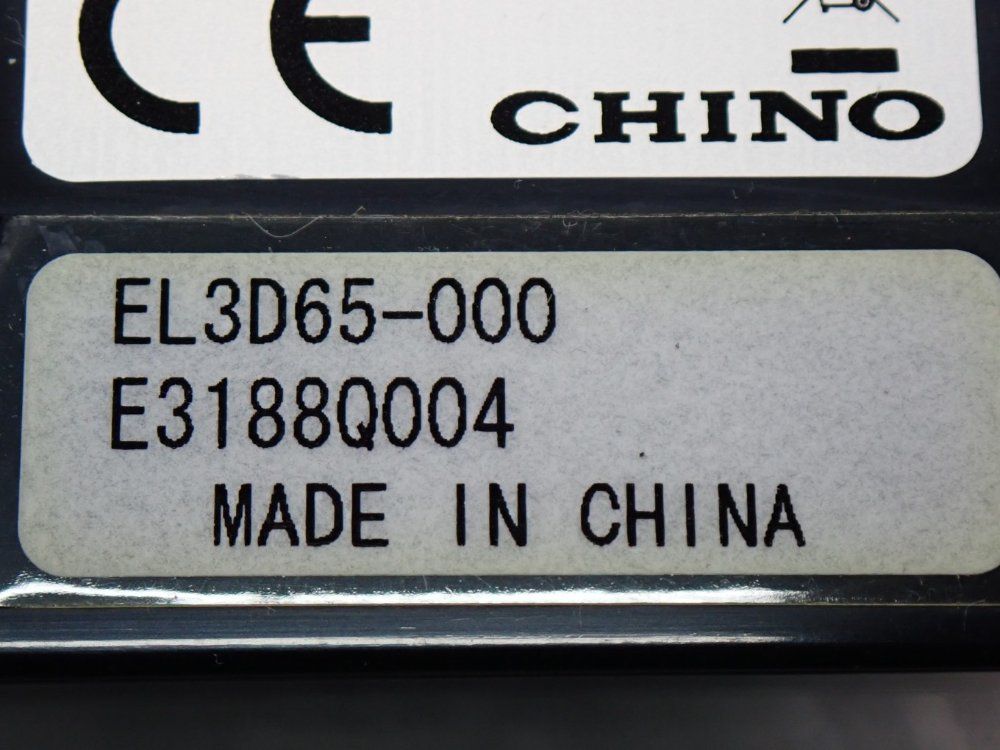 CE
CHINO
EL3D65-000
E3188Q004
MADE IN CHINA